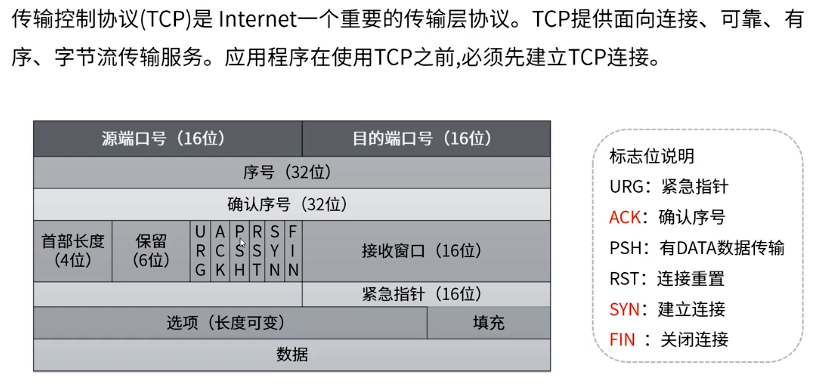 传输控制协议(TCP)是 Internet一个重要的传输层协议。TCP提供面向连接、可靠、有
序、字节流传输服务。应用程序在使用TCP之前,必须先建立TCP连接。
源端口号（16位） 目的端口号（16位）
序号（32位）
确认序号（32位）
首部长度（4位） 保留（6位） URG ACK PSH RST SYN FIN 接收窗口（16位）
紧急指针（16位）
选项（长度可变） 填充
数据
标志位说明
URG：紧急指针
ACK：确认序号
PSH：有DATA数据传输
RST：连接重置
SYN：建立连接
FIN ：关闭连接